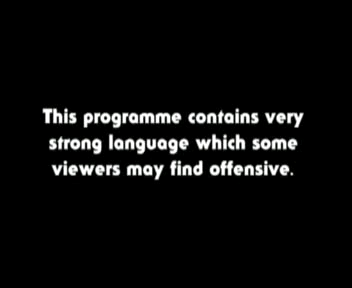 This programme contains very
strong language which some
viewers may find offensive.